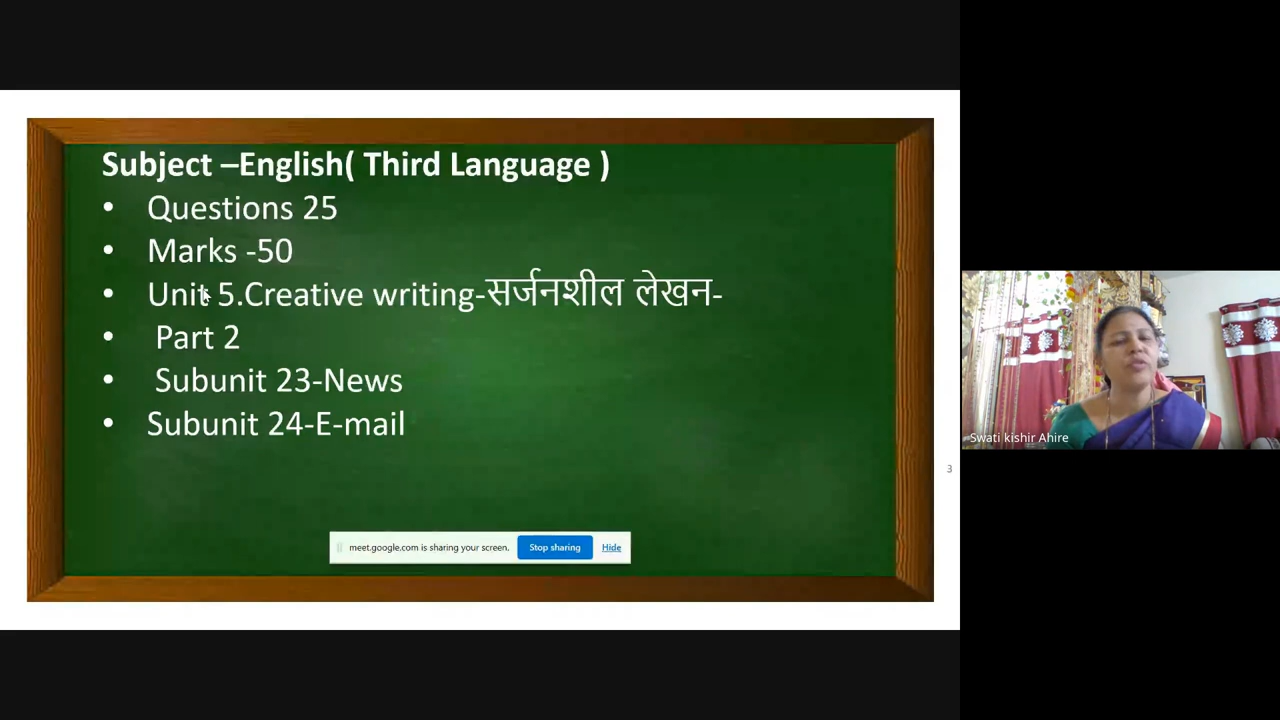 Subject –English( Third Language )
• Questions 25
• Marks -50
• Unit 5.Creative writing-सर्जनशील लेखन-
• Part 2
• Subunit 23-News
• Subunit 24-E-mail
meet.google.com is sharing your screen. Stop sharing Hide
Swati kishir Ahire
3